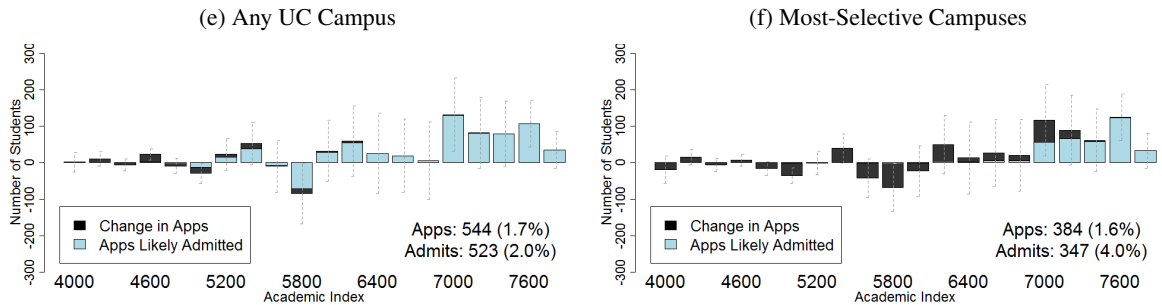 (e) Any UC Campus
Number of Students
300
200
100
0
-100
-200
-300
Change in Apps
Apps Likely Admitted
Apps: 544 (1.7%)
Admits: 523 (2.0%)
4000 4600 5200 5800 6400 7000 7600
Academic Index
(f) Most-Selective Campuses
Number of Students
300
200
100
0
-100
-200
-300
Change in Apps
Apps Likely Admitted
Apps: 384 (1.6%)
Admits: 347 (4.0%)
4000 4600 5200 5800 6400 7000 7600
Academic Index